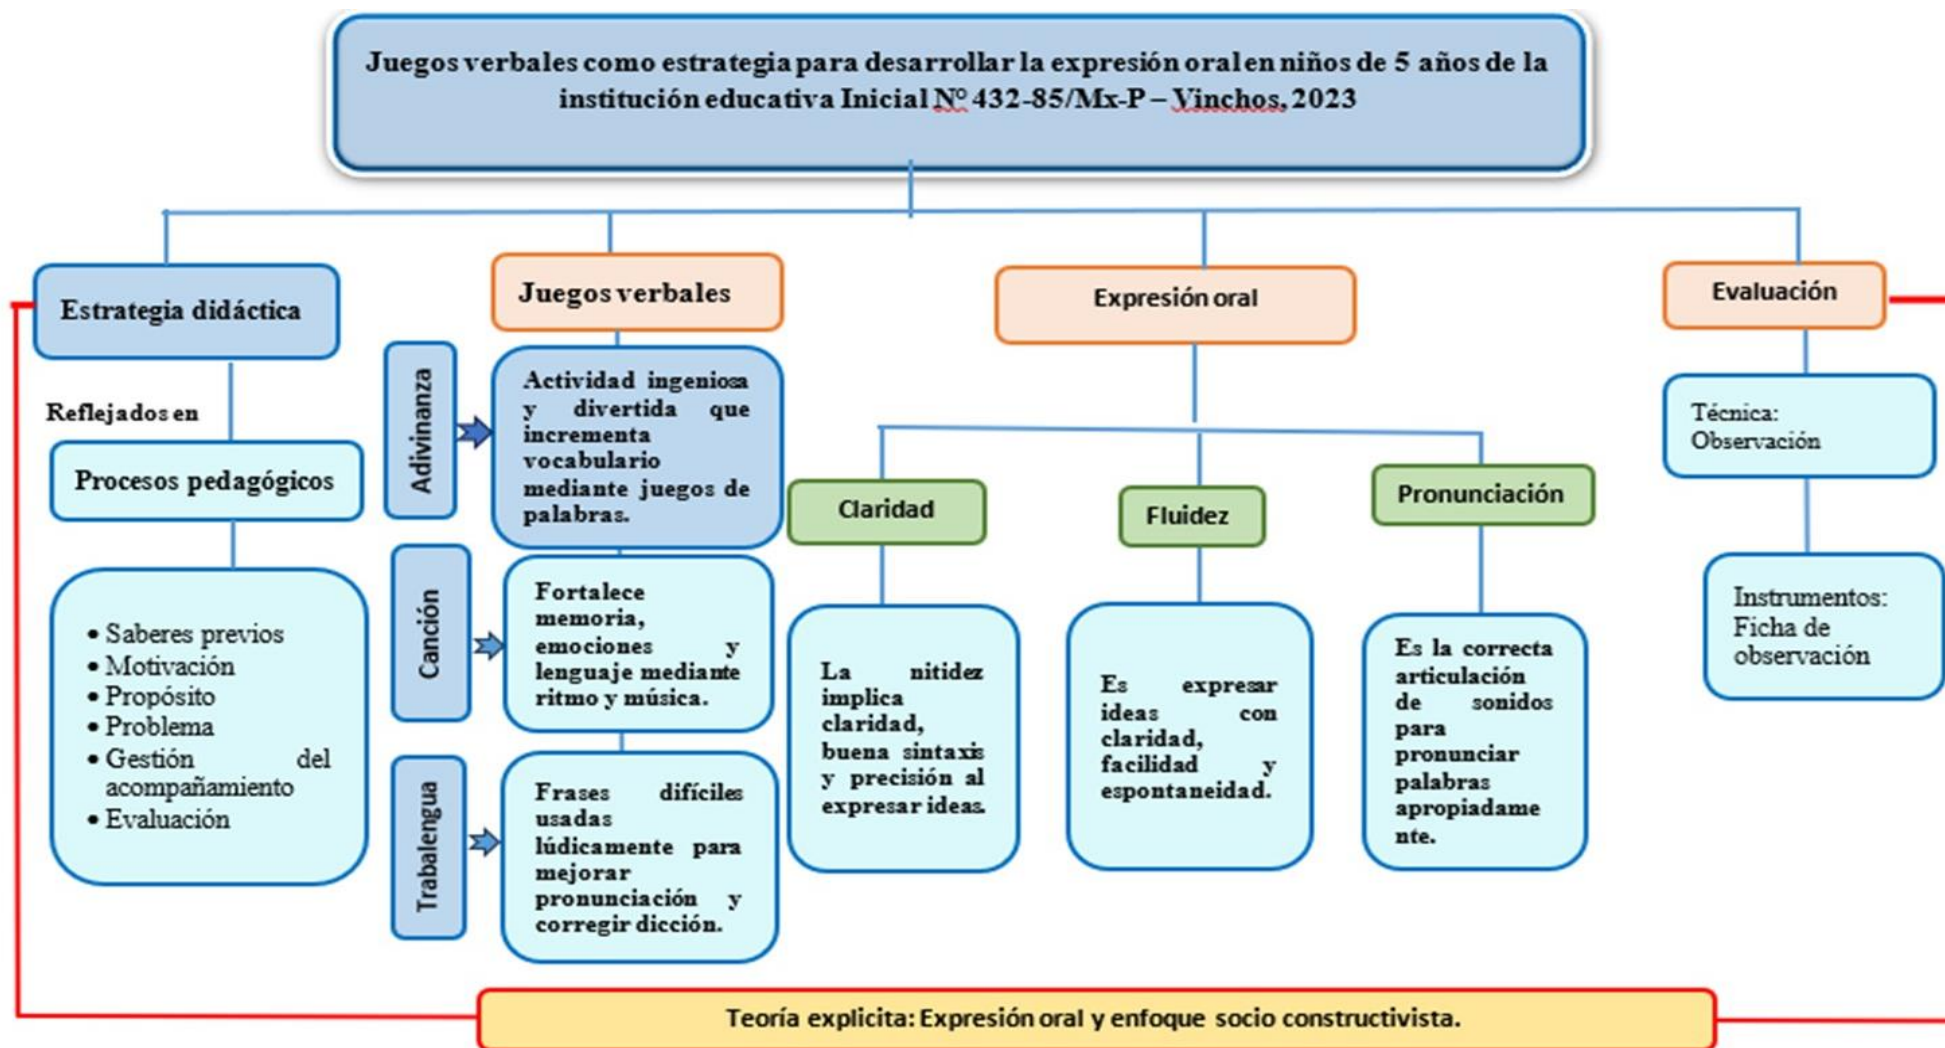 Juegos verbales como estrategia para desarrollar la expresión oral en niños de 5 años de la
institución educativa Inicial N° 432-85/Mx-P – Vinchos, 2023
Estrategia didáctica
Reflejados en
Procesos pedagógicos
• Saberes previos
• Motivación
• Propósito
• Problema
• Gestión del
acompañamiento
• Evaluación
Juegos verbales
Adivinanza
Actividad ingeniosa
y divertida que
incrementa
vocabulario
mediante juegos de
palabras.
Canción
Fortalece
memoria,
emociones y
lenguaje mediante
ritmo y música.
Trabalengua
Frases difíciles
usadas
lúdicamente para
mejorar
pronunciación y
corregir dicción.
Expresión oral
Claridad
La nitidez
implica
claridad,
buena sintaxis
y precisión al
expresar ideas.
Fluidez
Es expresar
ideas con
claridad,
facilidad y
espontaneidad.
Pronunciación
Es la correcta
articulación
de sonidos
para
pronunciar
palabras
apropiadame
nte.
Evaluación
Técnica:
Observación
Instrumentos:
Ficha de
observación
Teoría explicita: Expresión oral y enfoque socio constructivista.